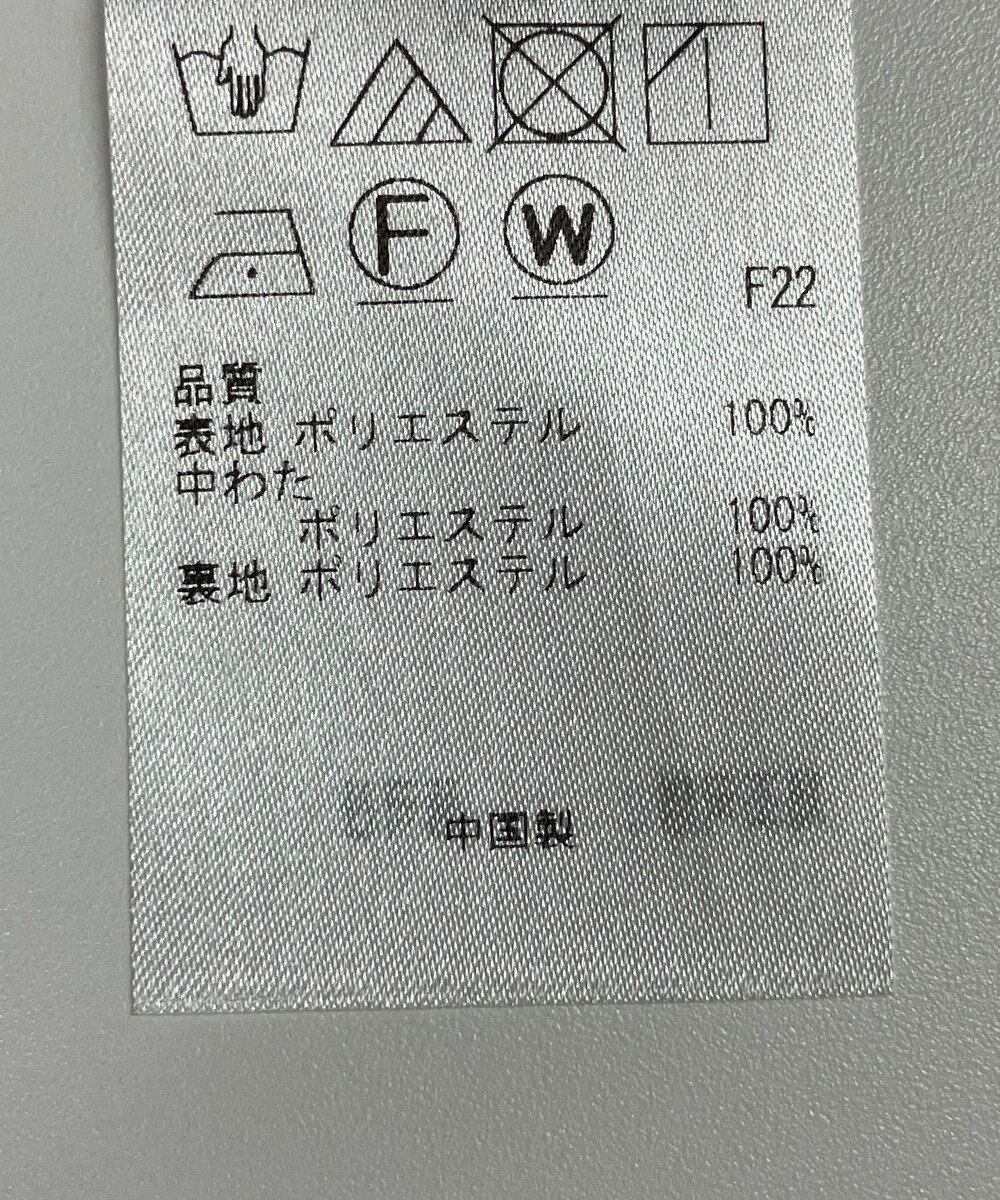 F W
F22
品質
表地 ポリエステル 100%
中わた
ポリエステル 100%
裏地 ポリエステル 100%
中国製